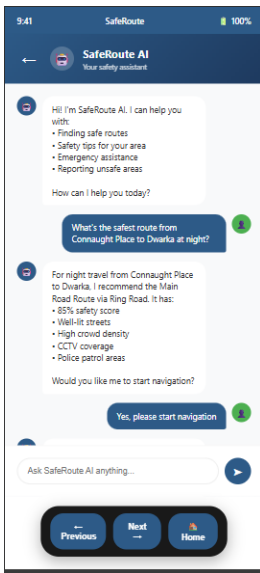 9:41 SafeRoute 100%
← SafeRoute AI
Your safety assistant
Hi! I'm SafeRoute AI. I can help you
with:
• Finding safe routes
• Safety tips for your area
• Emergency assistance
• Reporting unsafe areas
How can I help you today?
What's the safest route from
Connaught Place to Dwarka at night?
For night travel from Connaught Place
to Dwarka, I recommend the Main
Road Route via Ring Road. It has:
• 85% safety score
• Well-lit streets
• High crowd density
• CCTV coverage
• Police patrol areas
Would you like me to start navigation?
Yes, please start navigation
Ask SafeRoute AI anything...
← Previous
Next →
Home